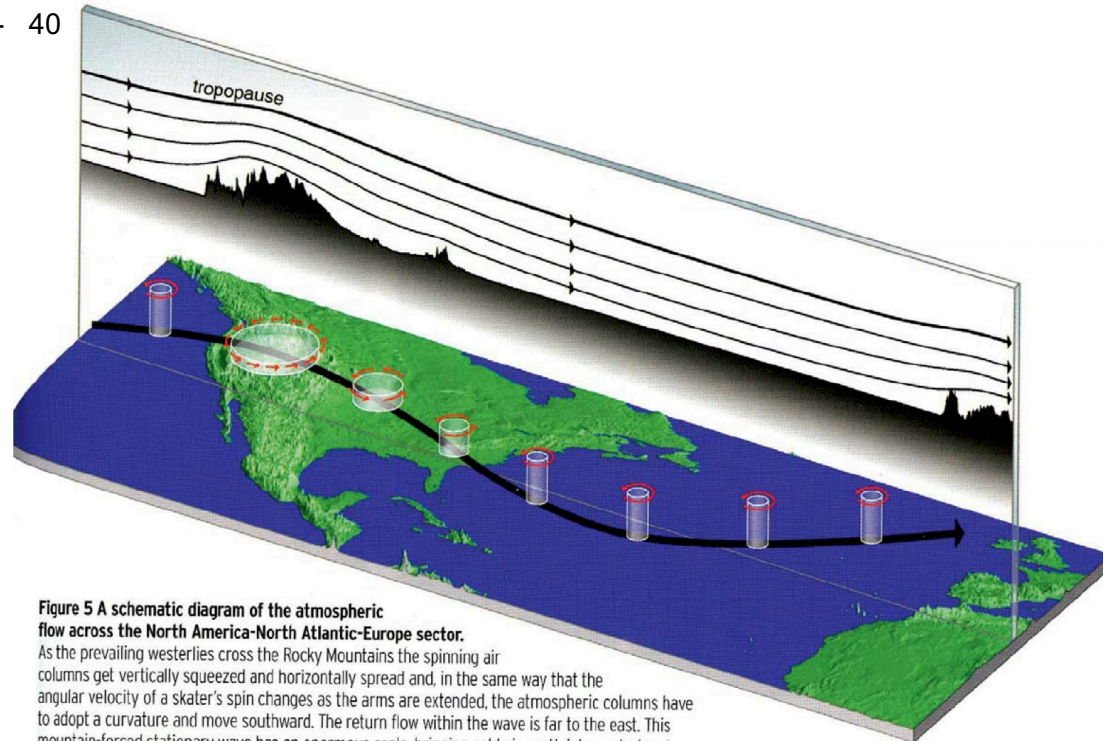 - 40
tropopause
Figure 5 A schematic diagram of the atmospheric
flow across the North America-North Atlantic-Europe sector.
As the prevailing westerlies cross the Rocky Mountains the spinning air
columns get vertically squeezed and horizontally spread and, in the same way that the
angular velocity of a skater's spin changes as the arms are extended, the atmospheric columns have
to adopt a curvature and move southward. The return flow within the wave is far to the east. This